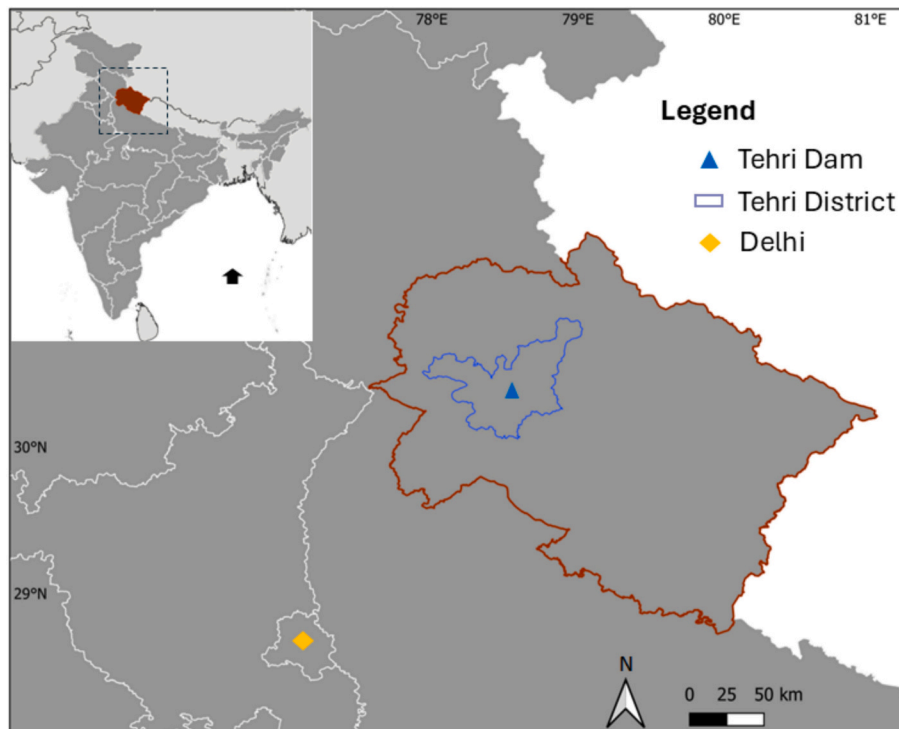 78°E 79°E 80°E 81°E
Legend
Tehri Dam
Tehri District
Delhi
30°N
29°N
N
0 25 50 km